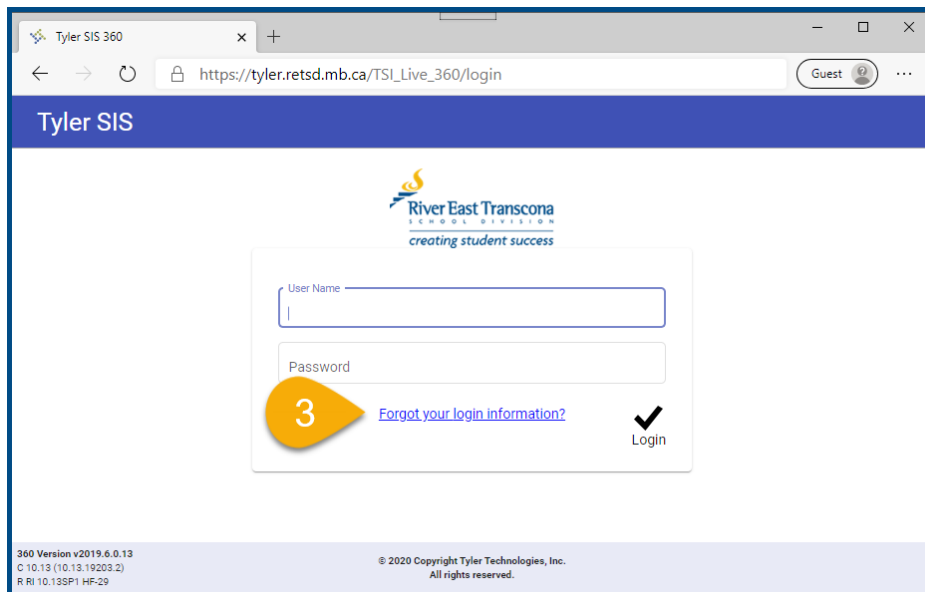 Tyler SIS 360
https://tyler.retsd.mb.ca/TSI_Live_360/login
Guest
Tyler SIS
River East Transcona
SCHOOL DIVISION
creating student success
User Name
Password
3
Forgot your login information?
Login
360 Version v2019.6.0.13
C 10.13 (10.13.19203.2)
R RI 10.13SP1 HF-29
© 2020 Copyright Tyler Technologies, Inc.
All rights reserved.